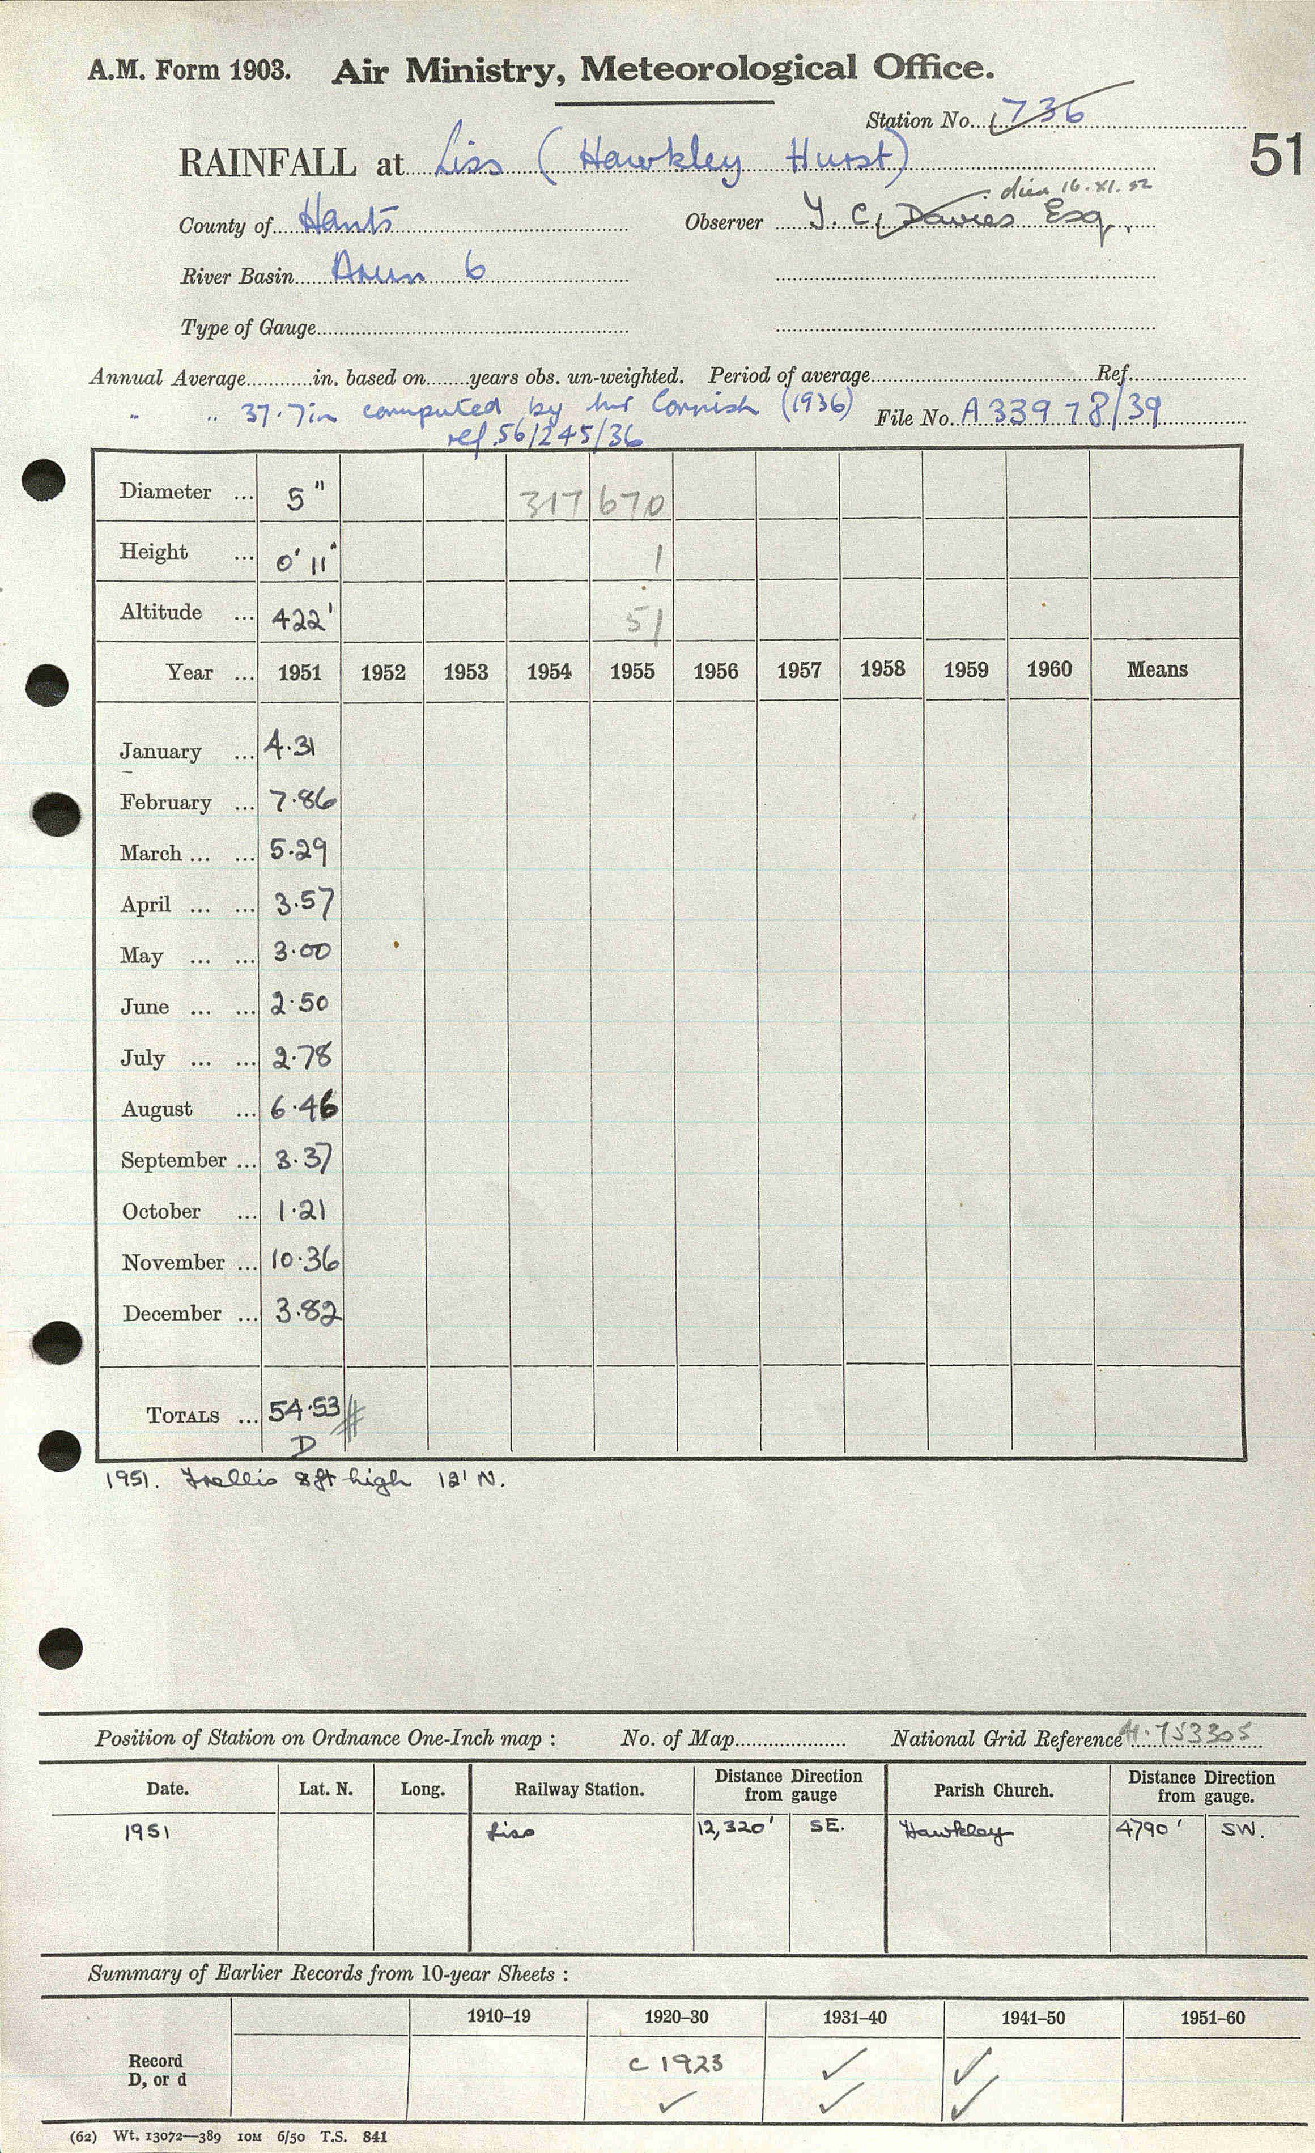 A.M. Form 1903. Air Ministry, Meteorological Office.
Station No. 1736
51
RAINFALL at Liss (Hawkley Hurst)
died 16.XI.52
County of Hants Observer Y. C. Davies Esq.
River Basin Arun 6
Type of Gauge
Annual Average in. based on years obs. un-weighted. Period of average Ref.
" " 37.7in computed by Mr Cornish (1936) File No. A 33978/39
ref. 561245/36
Diameter ... 5" 317 670
Height ... 0' 11" 1
Altitude ... 422' 51
Year ... 1951 1952 1953 1954 1955 1956 1957 1958 1959 1960 Means
January ... 4.31
February ... 7.86
March ... ... 5.29
April ... ... 3.57
May ... ... 3.00
June ... ... 2.50
July ... ... 2.78
August ... 6.46
September ... 3.37
October ... 1.21
November ... 10.36
December ... 3.82
TOTALS ... 54.53
D
1951. Trellis 8ft high 12' N.
Position of Station on Ordnance One-Inch map : No. of Map National Grid Reference 41.753305
Date. Lat. N. Long. Railway Station. Distance from gauge Direction Parish Church. Distance from gauge. Direction
1951 Liss 12,320' SE. Hawkley 4790' SW.
Summary of Earlier Records from 10-year Sheets :
1910–19 1920–30 1931–40 1941–50 1951–60
Record c 1923 ✓ ✓
D, or d ✓ ✓ ✓
(62) Wt. 13072—389 10M 6/50 T.S. 841